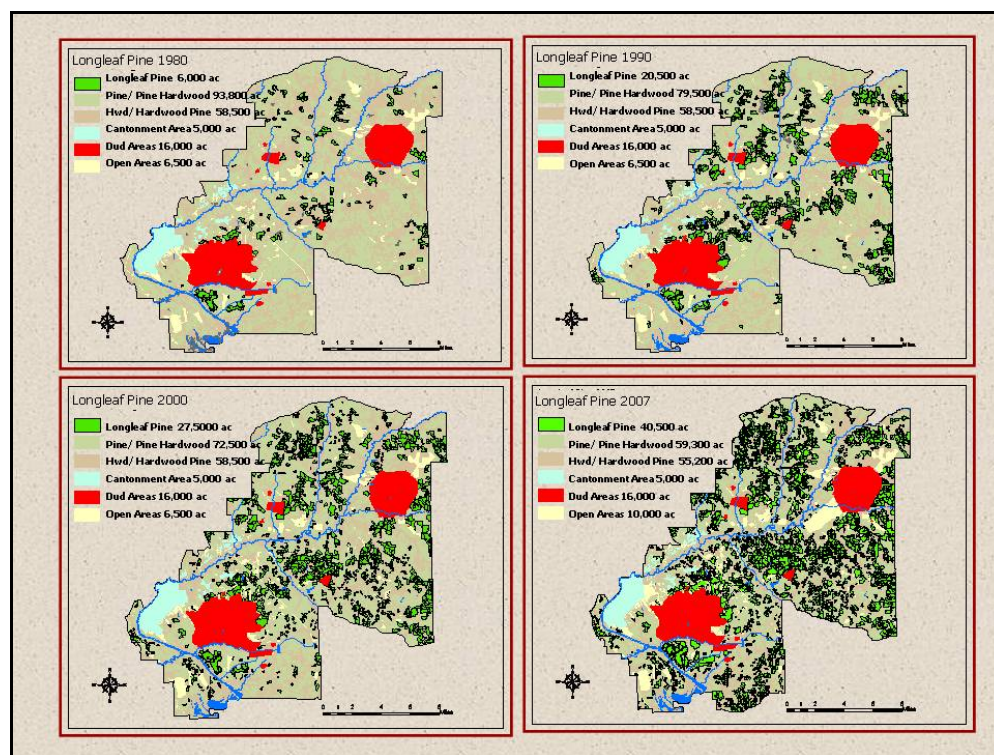 Longleaf Pine 1980
Longleaf Pine 6,000 ac
Pine/ Pine Hardwood 93,800 ac
Hwd/ Hardwood Pine 58,500 ac
Cantonment Area 5,000 ac
Dud Areas 16,000 ac
Open Areas 6,500 ac
Longleaf Pine 1990
Longleaf Pine 20,500 ac
Pine/ Pine Hardwood 79,500 ac
Hwd/ Hardwood Pine 58,500 ac
Cantonment Area 5,000 ac
Dud Areas 16,000 ac
Open Areas 6,500 ac
Longleaf Pine 2000
Longleaf Pine 27,5000 ac
Pine/ Pine Hardwood 72,500 ac
Hwd/ Hardwood Pine 58,500 ac
Cantonment Area 5,000 ac
Dud Areas 16,000 ac
Open Areas 6,500 ac
Longleaf Pine 2007
Longleaf Pine 40,500 ac
Pine/ Pine Hardwood 59,300 ac
Hwd/ Hardwood Pine 55,200 ac
Cantonment Area 5,000 ac
Dud Areas 16,000 ac
Open Areas 10,000 ac